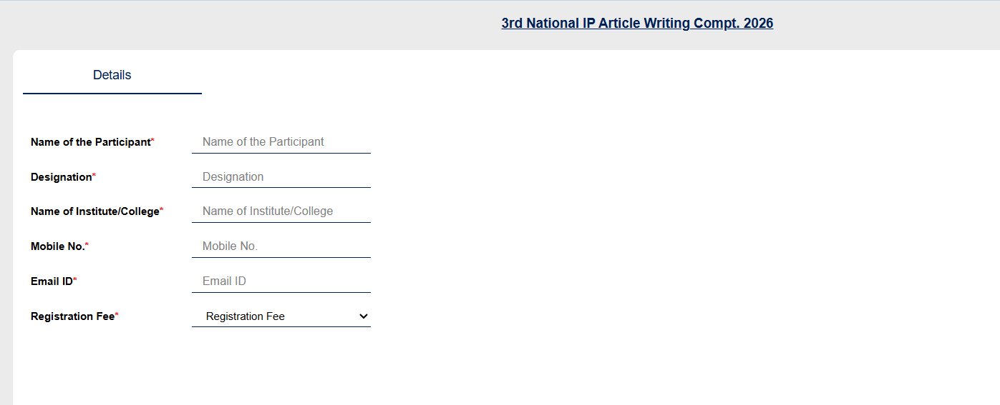 3rd National IP Article Writing Compt. 2026
Details
Name of the Participant* Name of the Participant
Designation* Designation
Name of Institute/College* Name of Institute/College
Mobile No.* Mobile No.
Email ID* Email ID
Registration Fee* Registration Fee